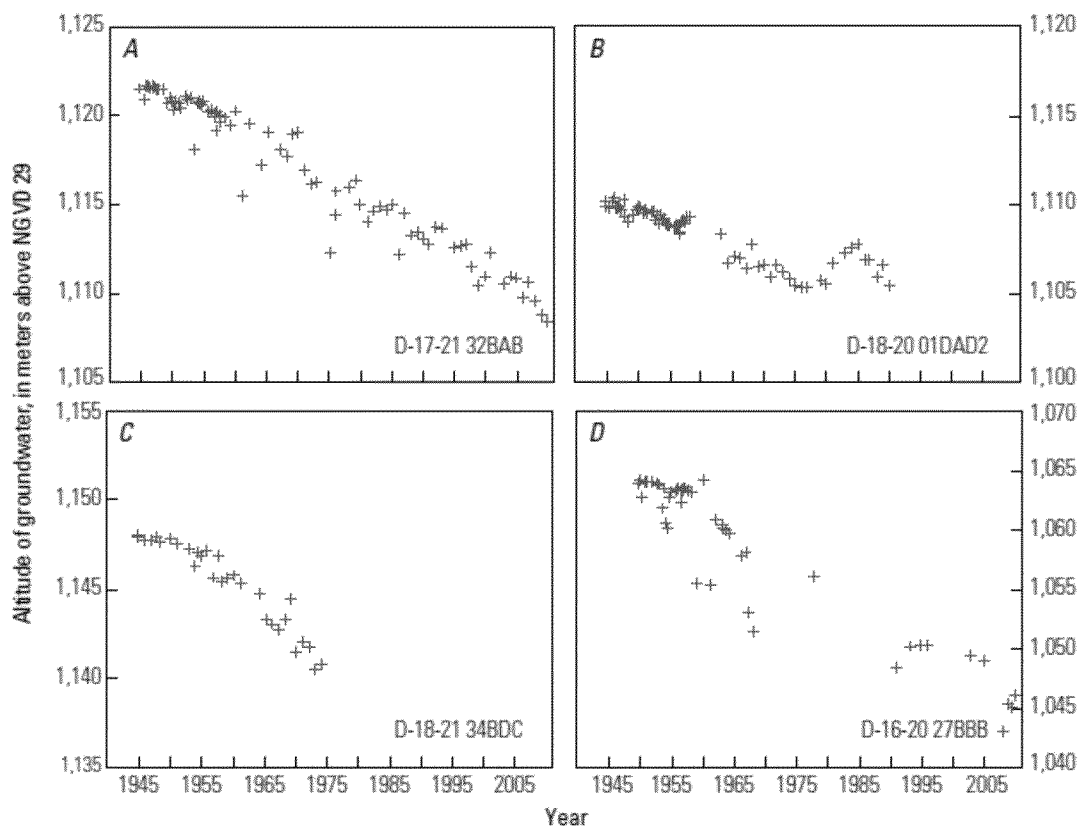 Altitude of groundwater, in meters above NGVD 29
A
1,125
1,120
1,115
1,110
1,105
D-17-21 32BAB
B
1,120
1,115
1,110
1,105
1,100
D-18-20 01DAD2
C
1,155
1,150
1,145
1,140
1,135
D-18-21 34BDC
1945 1955 1965 1975 1985 1995 2005
D
1,070
1,065
1,060
1,055
1,050
1,045
1,040
D-16-20 27BBB
1945 1955 1965 1975 1985 1995 2005
Year